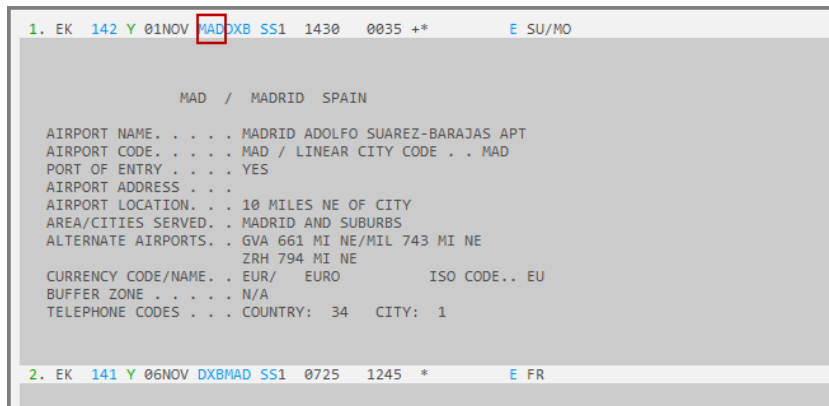 1. EK 142 Y 01NOV MADDXB SS1 1430 0035 +* E SU/MO
MAD / MADRID SPAIN
AIRPORT NAME. . . . . MADRID ADOLFO SUAREZ-BARAJAS APT
AIRPORT CODE. . . . . MAD / LINEAR CITY CODE . . MAD
PORT OF ENTRY . . . . YES
AIRPORT ADDRESS . . .
AIRPORT LOCATION. . . 10 MILES NE OF CITY
AREA/CITIES SERVED. . MADRID AND SUBURBS
ALTERNATE AIRPORTS. . GVA 661 MI NE/MIL 743 MI NE
ZRH 794 MI NE
CURRENCY CODE/NAME. . EUR/ EURO ISO CODE.. EU
BUFFER ZONE . . . . . N/A
TELEPHONE CODES . . . COUNTRY: 34 CITY: 1
2. EK 141 Y 06NOV DXBMAD SS1 0725 1245 * E FR